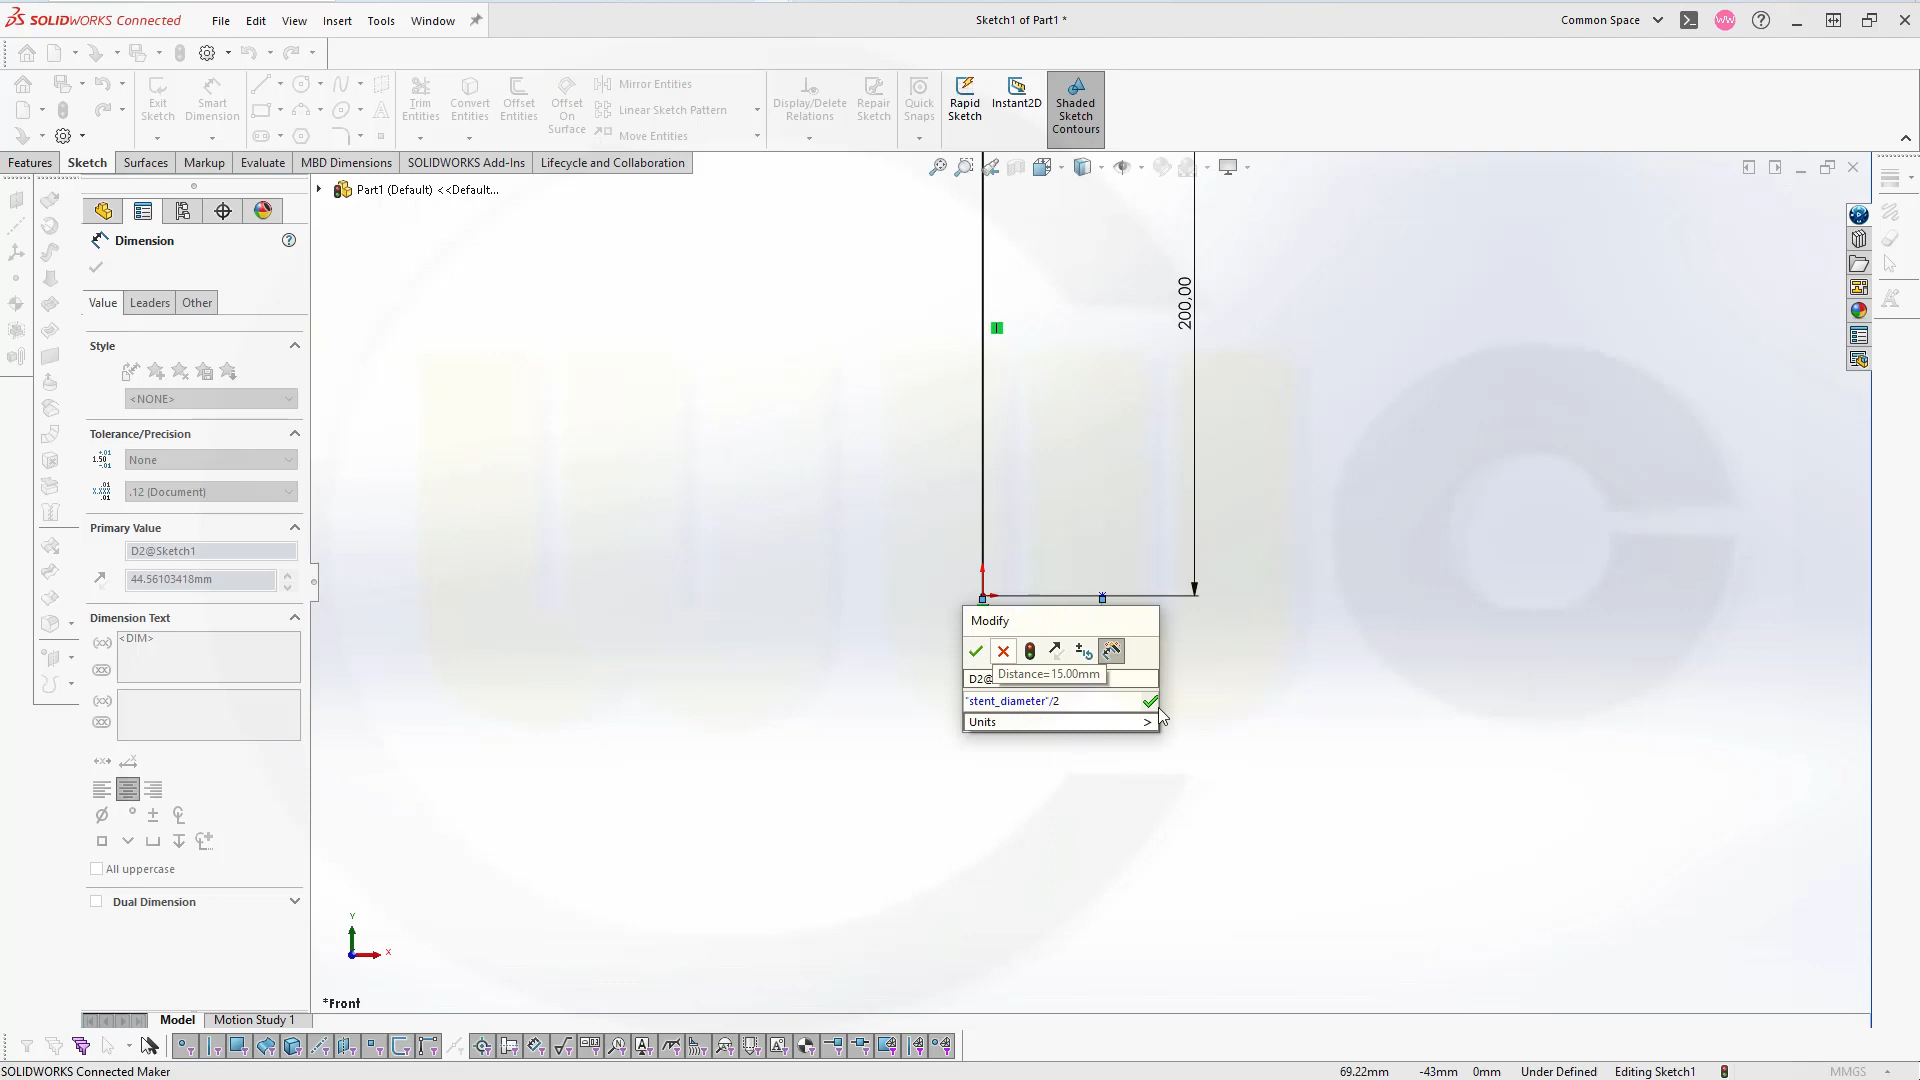 SOLIDWORKS Connected
File
Edit
View
Insert
Tools
Window
Sketch1 of Part1 *
Common Space
WW
Exit Sketch
Smart Dimension
Trim Entities
Convert Entities
Offset Entities
Offset On Surface
Mirror Entities
Linear Sketch Pattern
Move Entities
Display/Delete Relations
Repair Sketch
Quick Snaps
Rapid Sketch
Instant2D
Shaded Sketch Contours
Features
Sketch
Surfaces
Markup
Evaluate
MBD Dimensions
SOLIDWORKS Add-Ins
Lifecycle and Collaboration
Part1 (Default) <<Default...
Dimension
Value
Leaders
Other
Style
<NONE>
Tolerance/Precision
None
.12 (Document)
Primary Value
D2@Sketch1
44.56103418mm
Dimension Text
<DIM>
All uppercase
Dual Dimension
200,00
Modify
D2@
Distance=15.00mm
"stent_diameter"/2
Units
Y
X
*Front
Model
Motion Study 1
SOLIDWORKS Connected Maker
69.22mm
-43mm
0mm
Under Defined
Editing Sketch1
MMGS